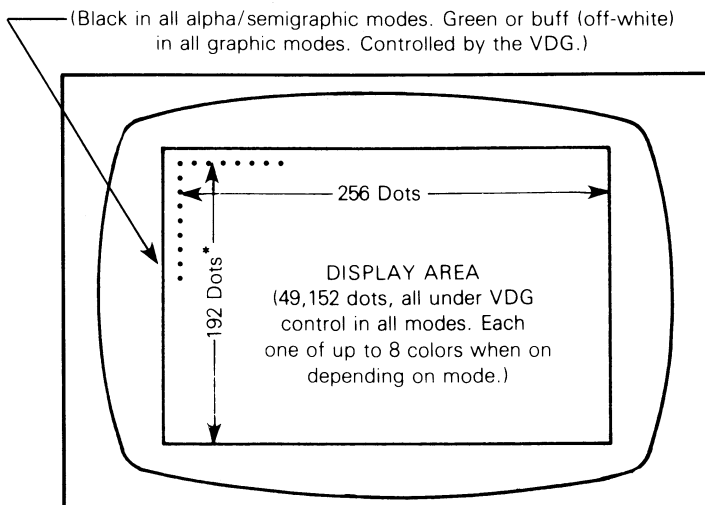 (Black in all alpha/semigraphic modes. Green or buff (off-white)
in all graphic modes. Controlled by the VDG.)
256 Dots
192 Dots*
DISPLAY AREA
(49,152 dots, all under VDG
control in all modes. Each
one of up to 8 colors when on
depending on mode.)